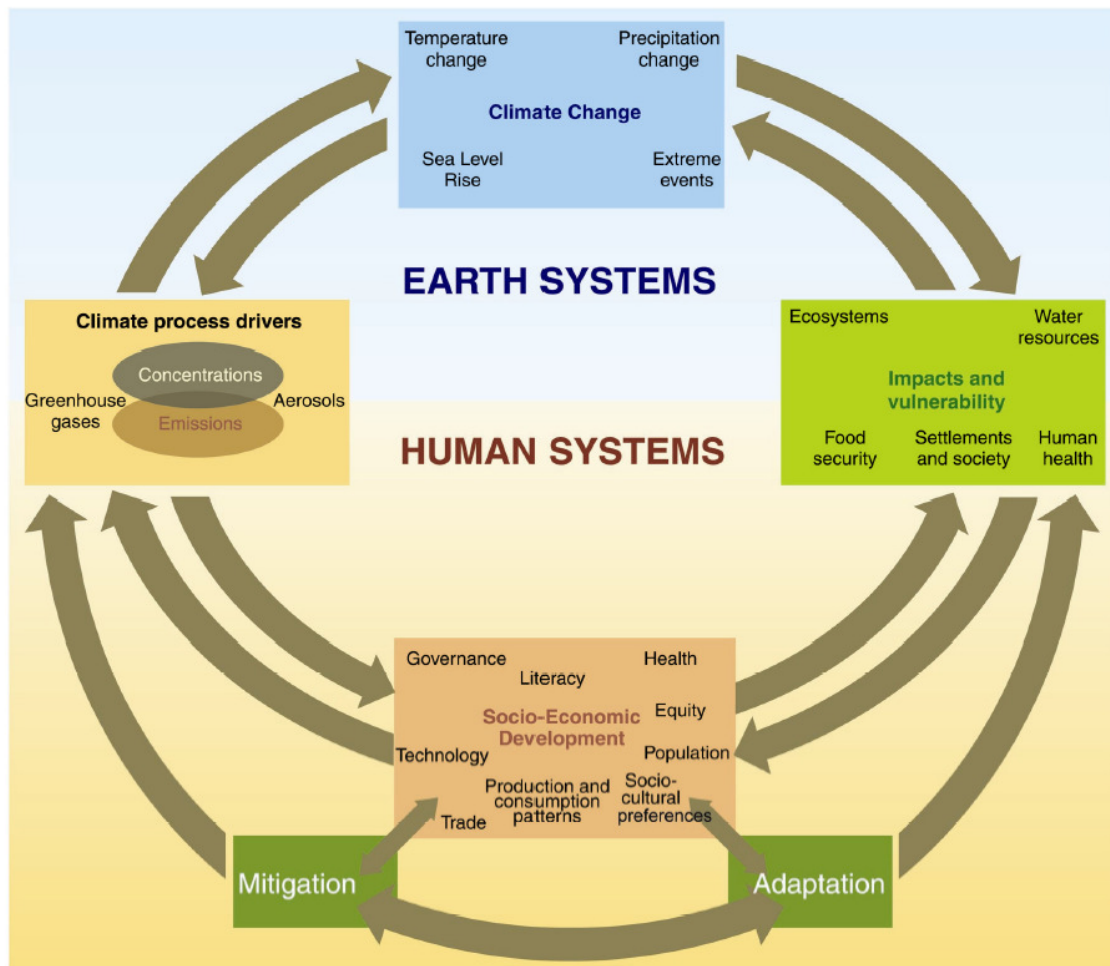 Temperature
change
Precipitation
change
Climate Change
Sea Level
Rise
Extreme
events
EARTH SYSTEMS
Climate process drivers
Concentrations
Greenhouse
gases
Aerosols
Emissions
Ecosystems
Water
resources
Impacts and
vulnerability
Food
security
Settlements
and society
Human
health
HUMAN SYSTEMS
Governance
Literacy
Health
Socio-Economic
Development
Equity
Technology
Population
Production and
consumption
patterns
Socio-
cultural
preferences
Trade
Mitigation
Adaptation